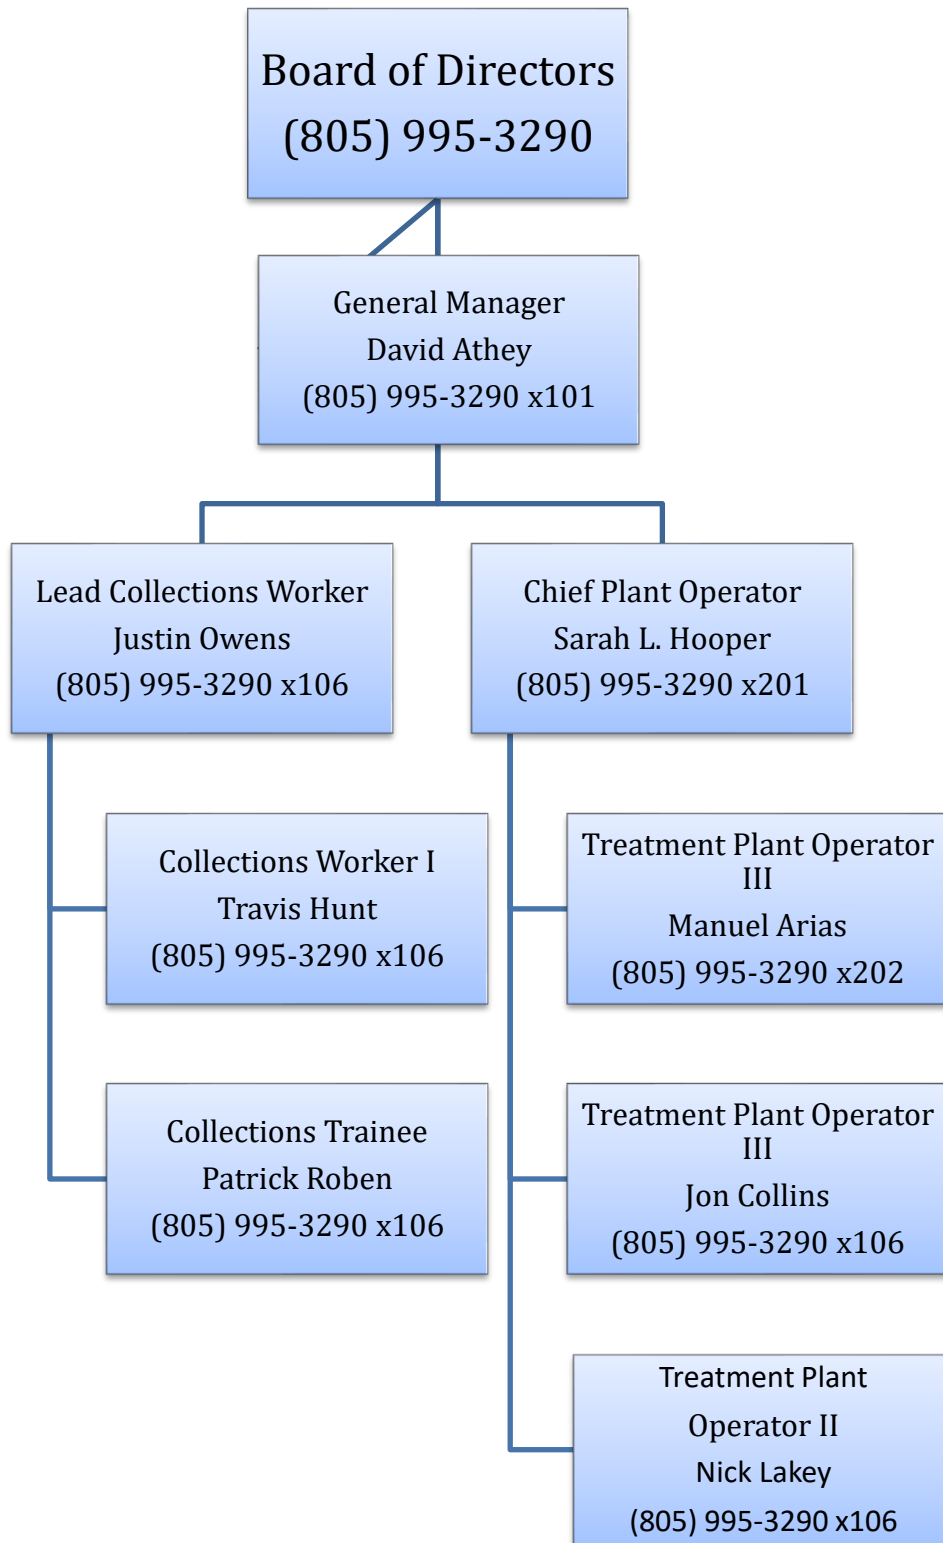 Board of Directors
(805) 995-3290
General Manager
David Athey
(805) 995-3290 x101
Lead Collections Worker
Justin Owens
(805) 995-3290 x106
Chief Plant Operator
Sarah L. Hooper
(805) 995-3290 x201
Collections Worker I
Travis Hunt
(805) 995-3290 x106
Treatment Plant Operator
III
Manuel Arias
(805) 995-3290 x202
Collections Trainee
Patrick Roben
(805) 995-3290 x106
Treatment Plant Operator
III
Jon Collins
(805) 995-3290 x106
Treatment Plant
Operator II
Nick Lakey
(805) 995-3290 x106